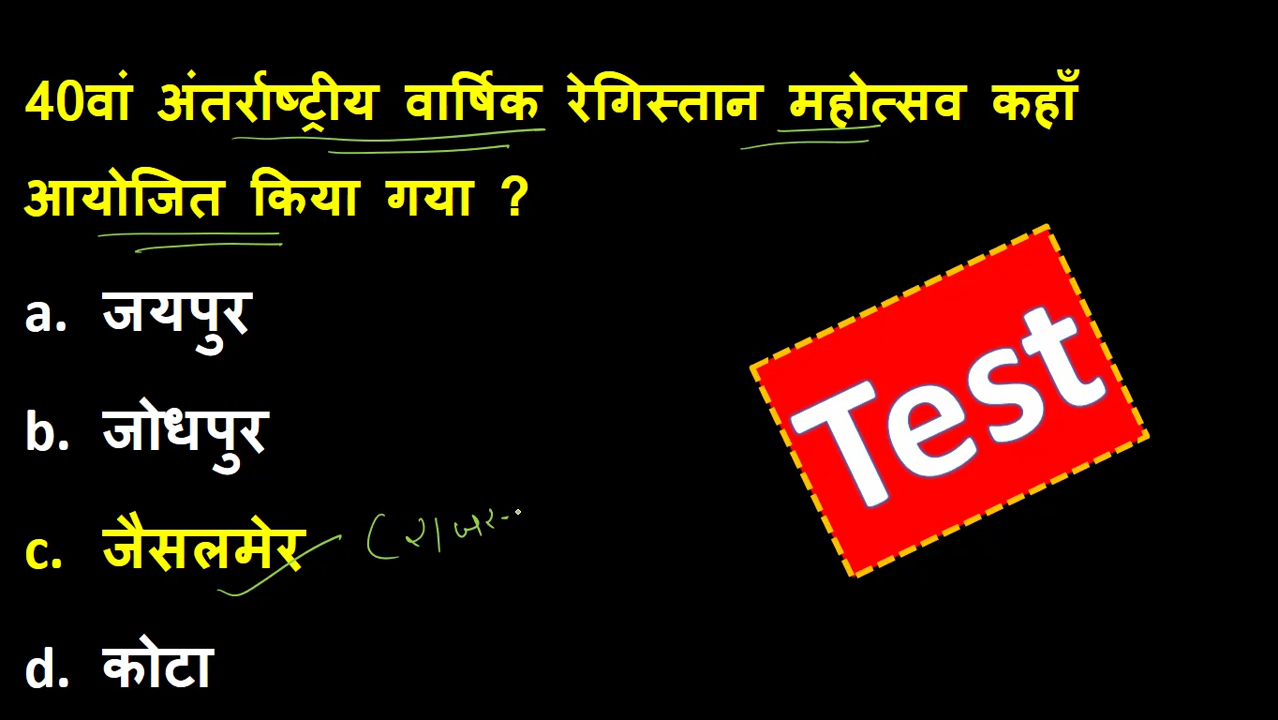 40वां अंतर्राष्ट्रीय वार्षिक रेगिस्तान महोत्सव कहाँ
आयोजित किया गया ?
a. जयपुर
b. जोधपुर
c. जैसलमेर
d. कोटा
Test